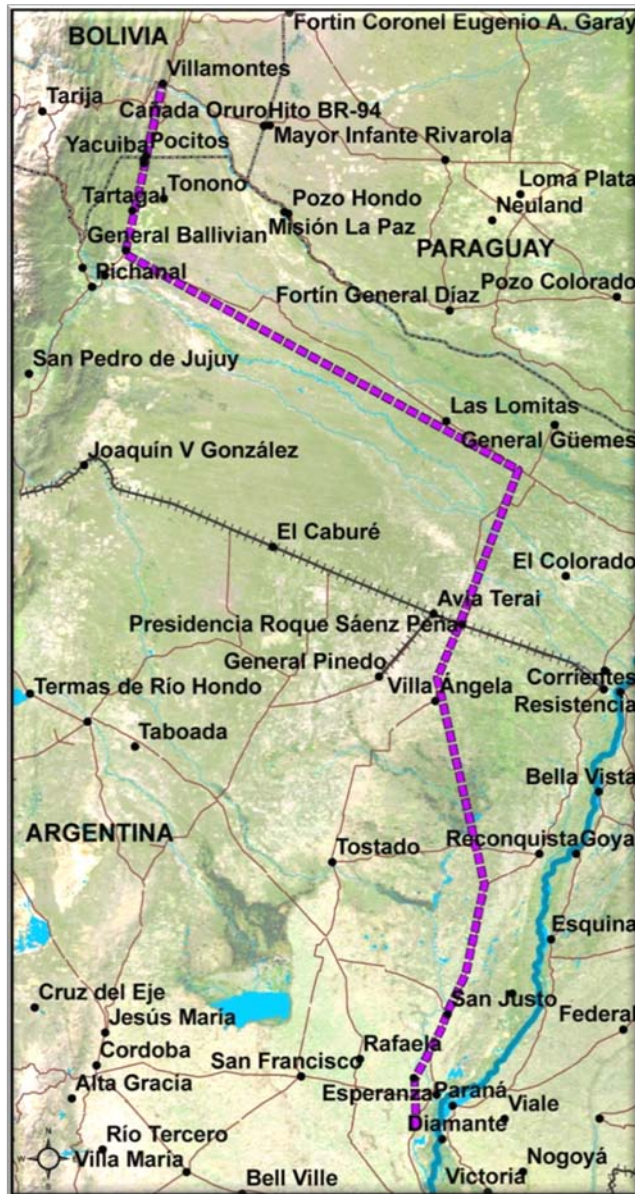 Fortin Coronel Eugenio A. Garay
BOLIVIA
Villamontes
Tarija
Cañada Oruro
Hito BR-94
Mayor Infante Rivarola
Yacuiba
Pocitos
Tonono
Loma Plata
Tartagal
Pozo Hondo
Neuland
Misión La Paz
General Ballivian
PARAGUAY
Pichanal
Fortín General Díaz
Pozo Colorado
San Pedro de Jujuy
Las Lomitas
General Güemes
Joaquín V González
El Caburé
El Colorado
Avia Terai
Presidencia Roque Sáenz Peña
General Pinedo
Corrientes
Termas de Río Hondo
Villa Ángela
Resistencia
Taboada
Bella Vista
ARGENTINA
Tostado
Reconquista
Goya
Esquina
Cruz del Eje
San Justo
Jesús Maria
Federal
Cordoba
San Francisco
Rafaela
Alta Gracia
Esperanza
Paraná
Viale
Diamante
N
W
E
S
Río Tercero
Villa Maria
Nogoyá
Bell Ville
Victoria